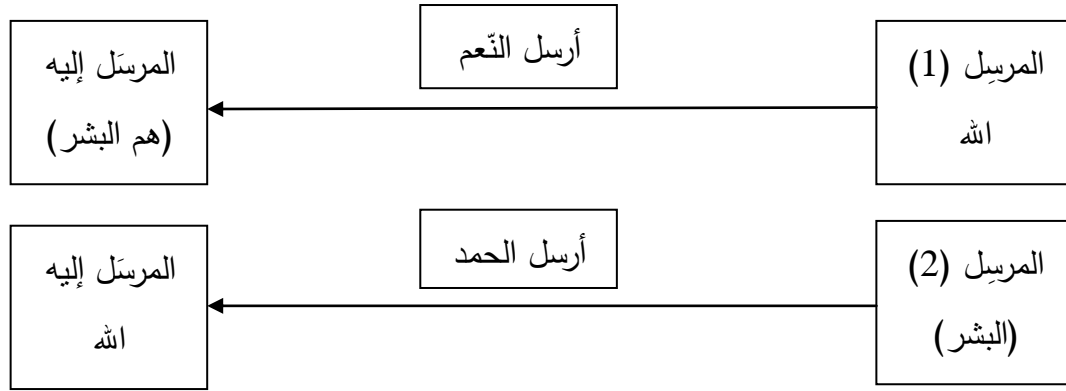 المرسِل (1)
الله
أرسل النّعم
المرسَل إليه
(هم البشر)
المرسِل (2)
(البشر)
أرسل الحمد
المرسَل إليه
الله